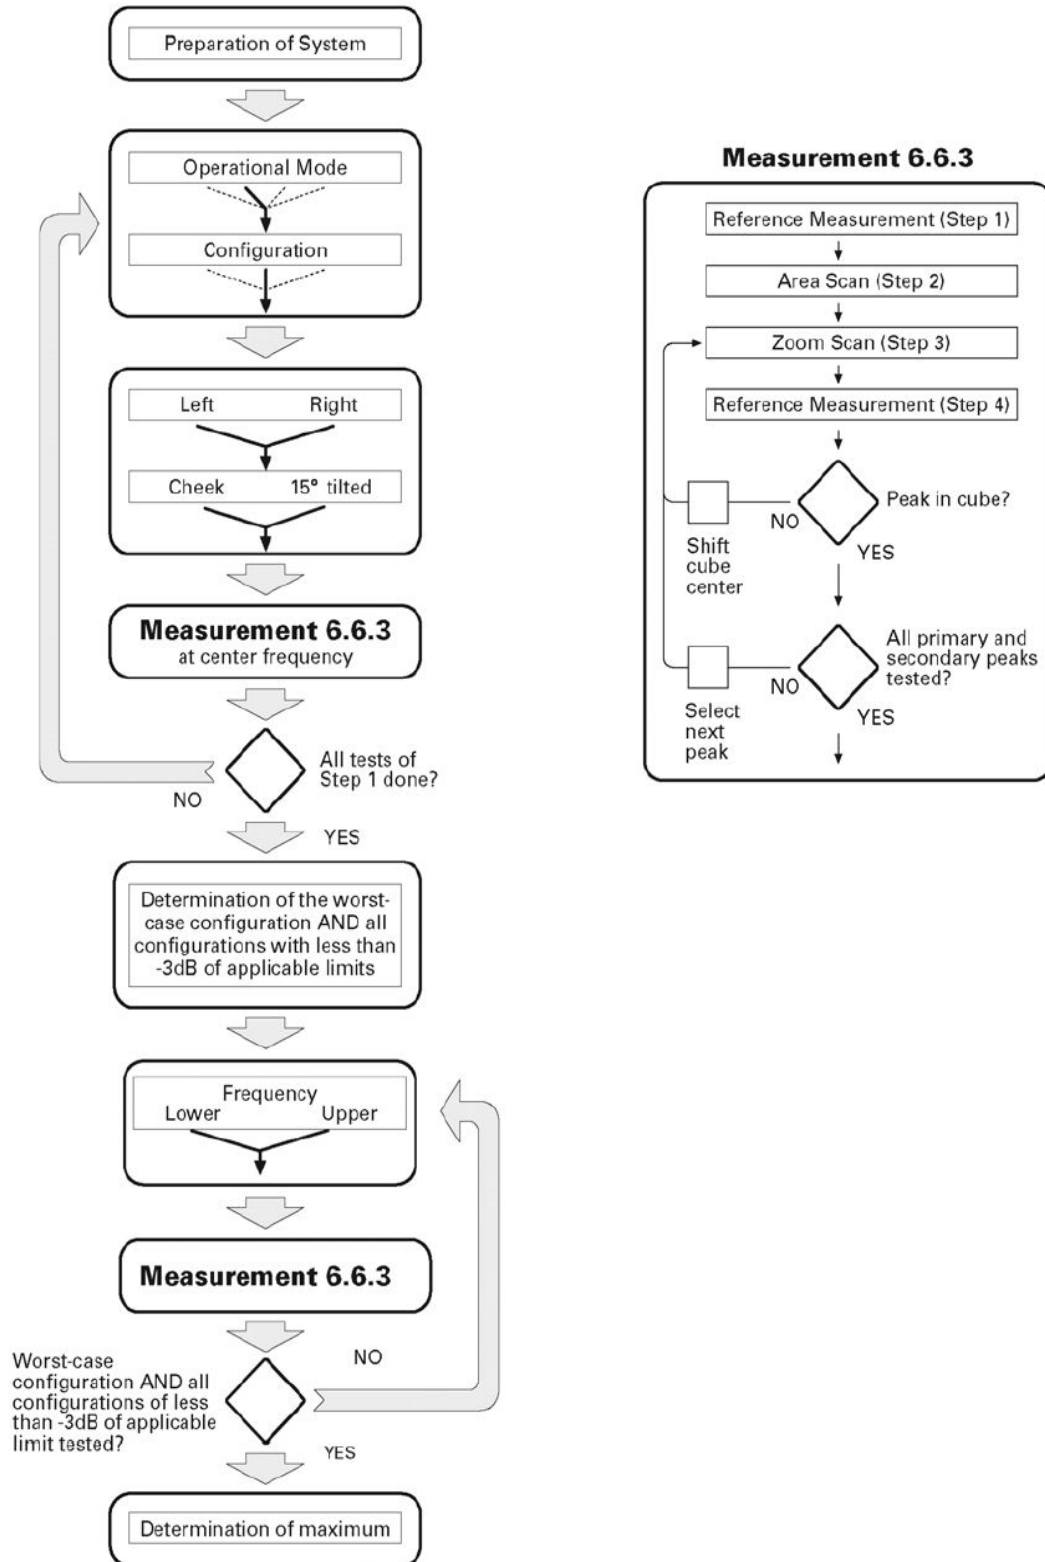 Preparation of System
Operational Mode
Configuration
Left Right
Cheek 15° tilted
Measurement 6.6.3
at center frequency
All tests of
Step 1 done?
NO
YES
Determination of the worst-
case configuration AND all
configurations with less than
-3dB of applicable limits
Frequency
Lower Upper
Measurement 6.6.3
NO
Worst-case
configuration AND all
configurations of less
than -3dB of applicable
limit tested?
YES
Determination of maximum
Measurement 6.6.3
Reference Measurement (Step 1)
Area Scan (Step 2)
Zoom Scan (Step 3)
Reference Measurement (Step 4)
Peak in cube?
NO
YES
Shift
cube
center
All primary and
secondary peaks
tested?
NO
YES
Select
next
peak